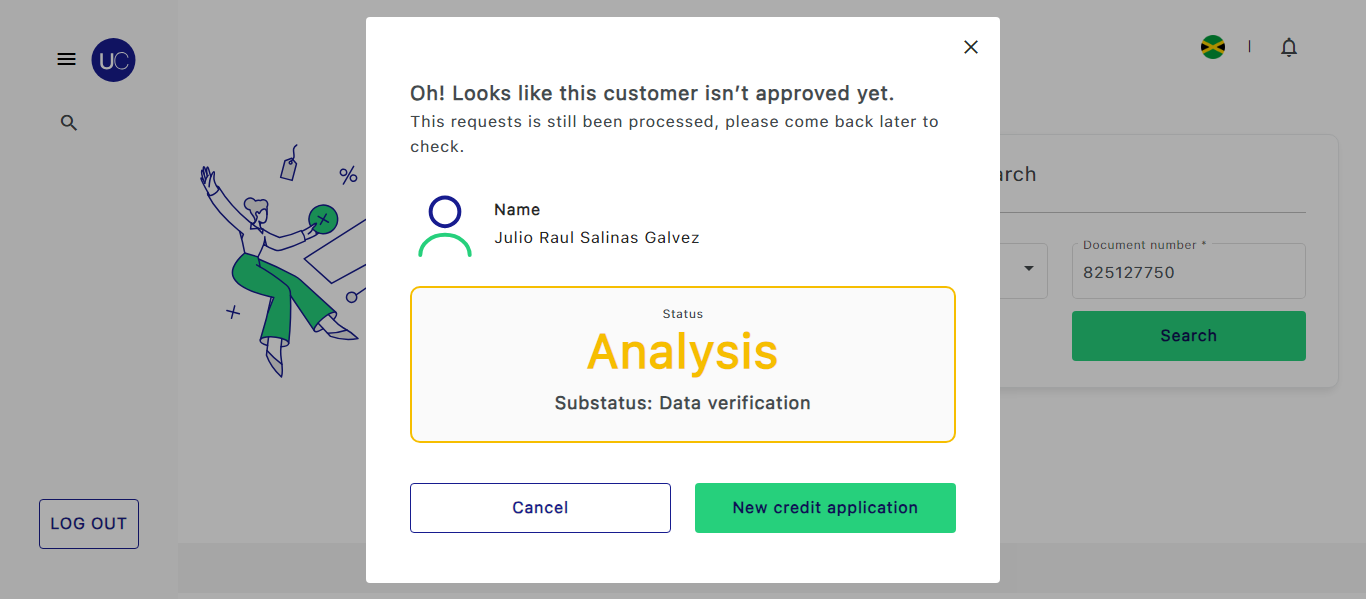 UC
Oh! Looks like this customer isn’t approved yet.
This requests is still been processed, please come back later to
check.
%
arch
Name
Julio Raul Salinas Galvez
Document number *
825127750
Status
Search
Analysis
Substatus: Data verification
Cancel
New credit application
LOG OUT